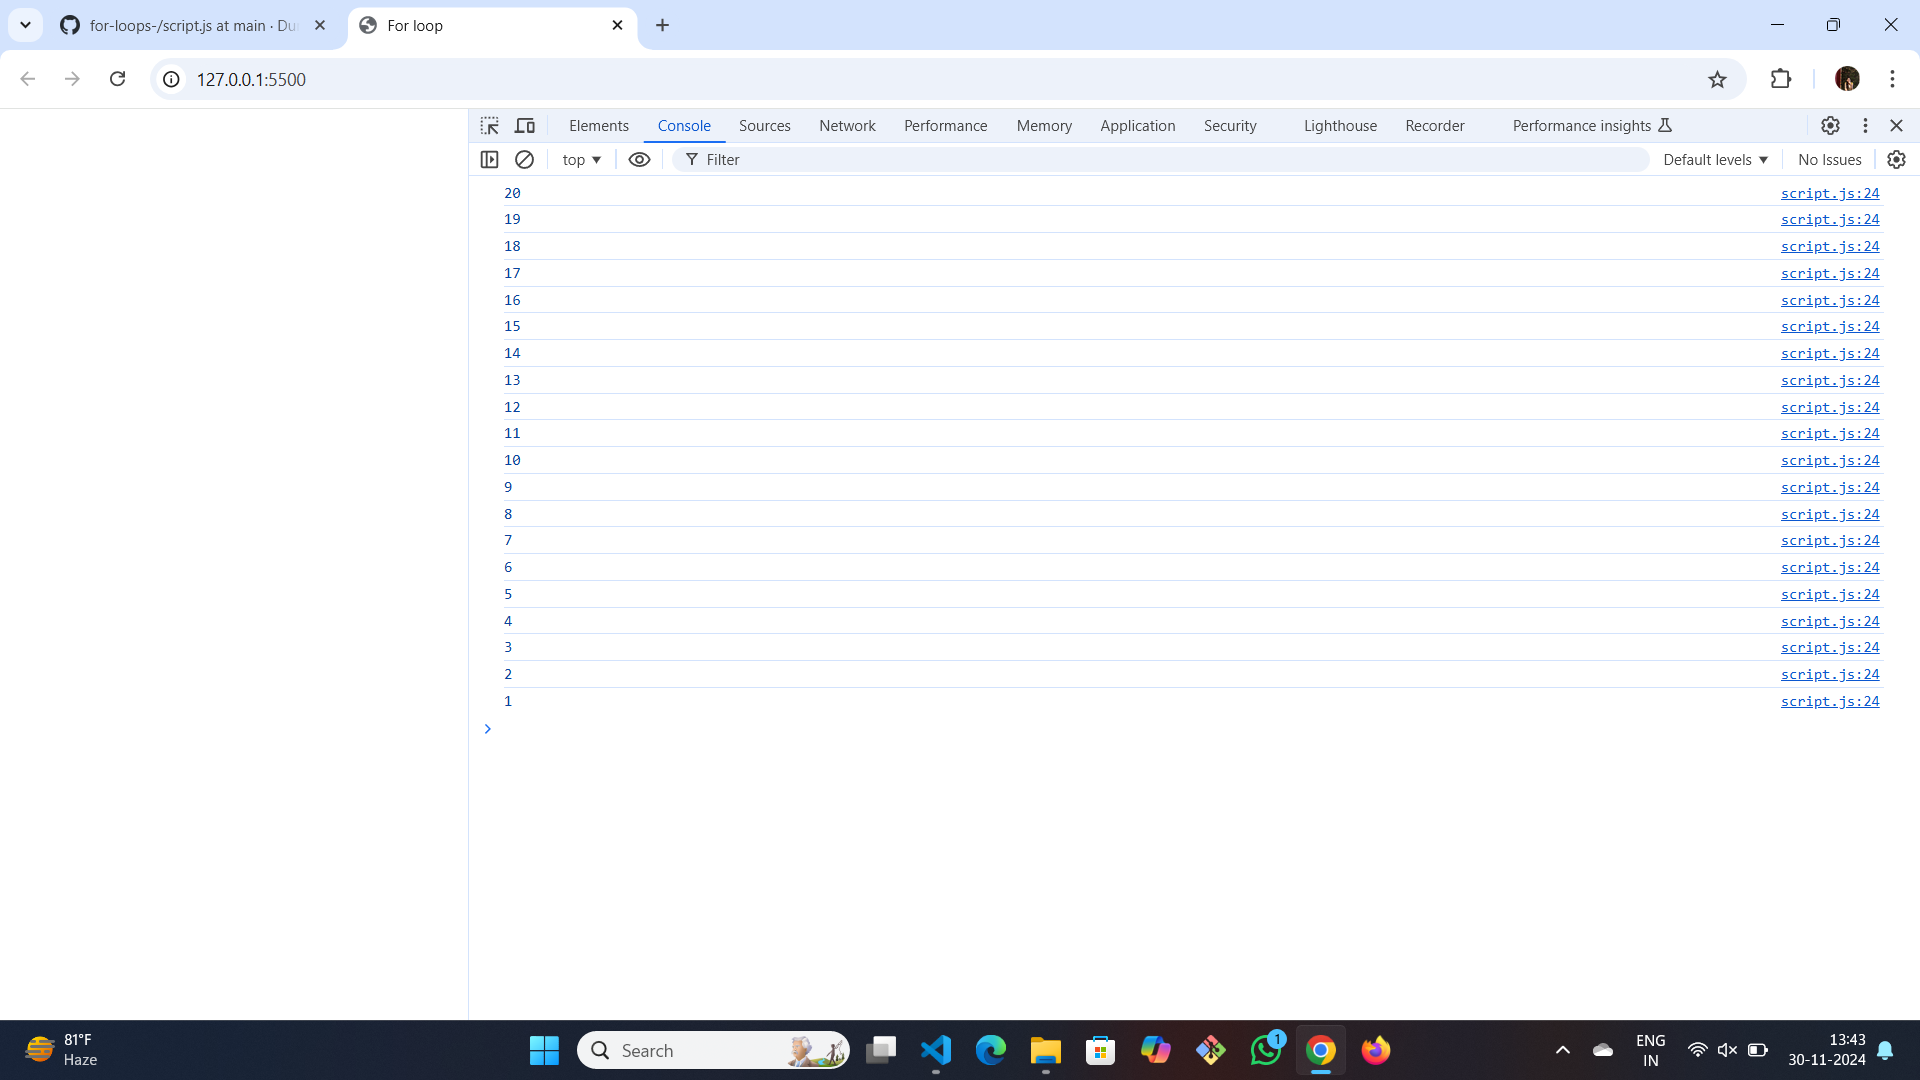 for-loops-/script.js at main · Du
For loop
127.0.0.1:5500
Elements Console Sources Network Performance Memory Application Security Lighthouse Recorder Performance insights
top Filter Default levels No Issues
20 script.js:24
19 script.js:24
18 script.js:24
17 script.js:24
16 script.js:24
15 script.js:24
14 script.js:24
13 script.js:24
12 script.js:24
11 script.js:24
10 script.js:24
9 script.js:24
8 script.js:24
7 script.js:24
6 script.js:24
5 script.js:24
4 script.js:24
3 script.js:24
2 script.js:24
1 script.js:24
81°F
Haze
Search
1
ENG
IN
13:43
30-11-2024